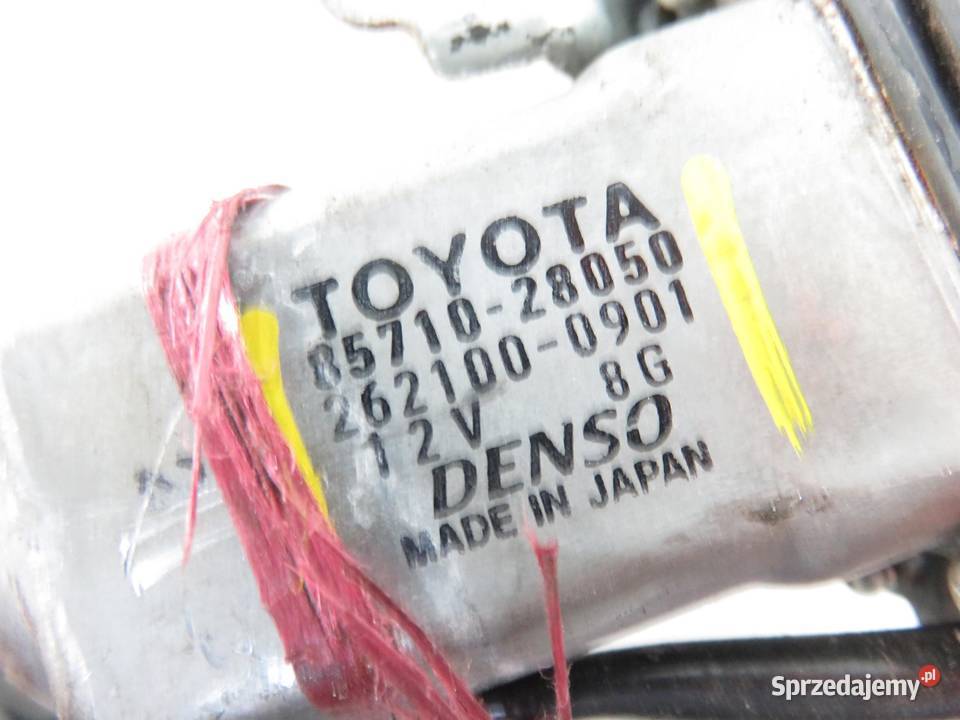 TOYOTA
85710-28050
262100-0901
12V 8G
DENSO
MADE IN JAPAN
Sprzedajemy.pl